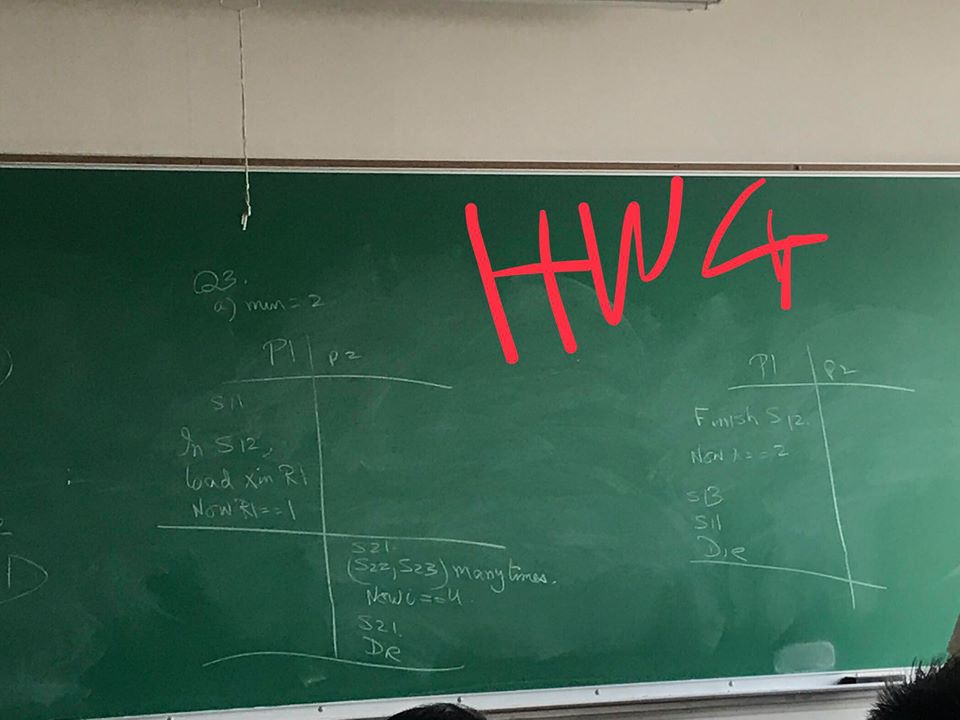 HW 4
Q3.
a) min = 2
P1 P2
S11
In S12,
load x in R1
Now R1==1
S21.
(S22, S23) many times.
Now i==4
S21.
Die
P1 P2
Finish S12.
Now x==2
S13
S11
Die